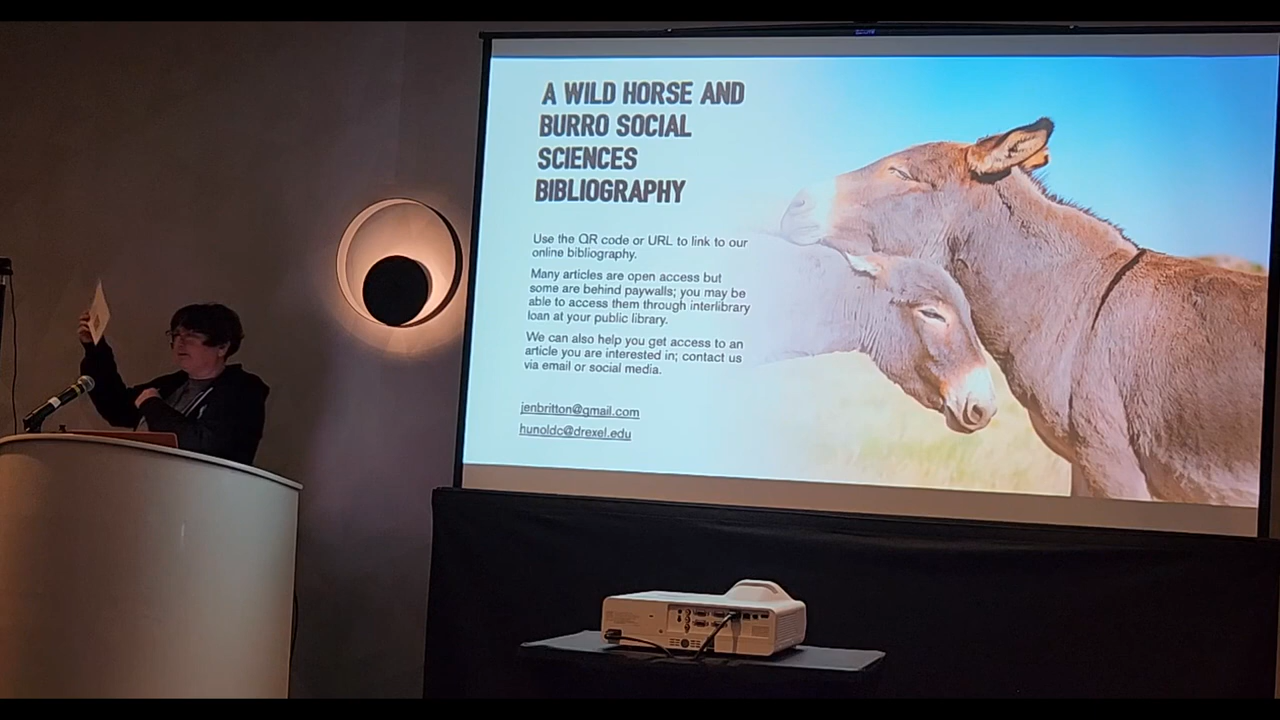 A WILD HORSE AND
BURRO SOCIAL
SCIENCES
BIBLIOGRAPHY
Use the QR code or URL to link to our
online bibliography.
Many articles are open access but
some are behind paywalls; you may be
able to access them through interlibrary
loan at your public library.
We can also help you get access to an
article you are interested in; contact us
via email or social media.
jenbritton@gmail.com
hunoldc@drexel.edu